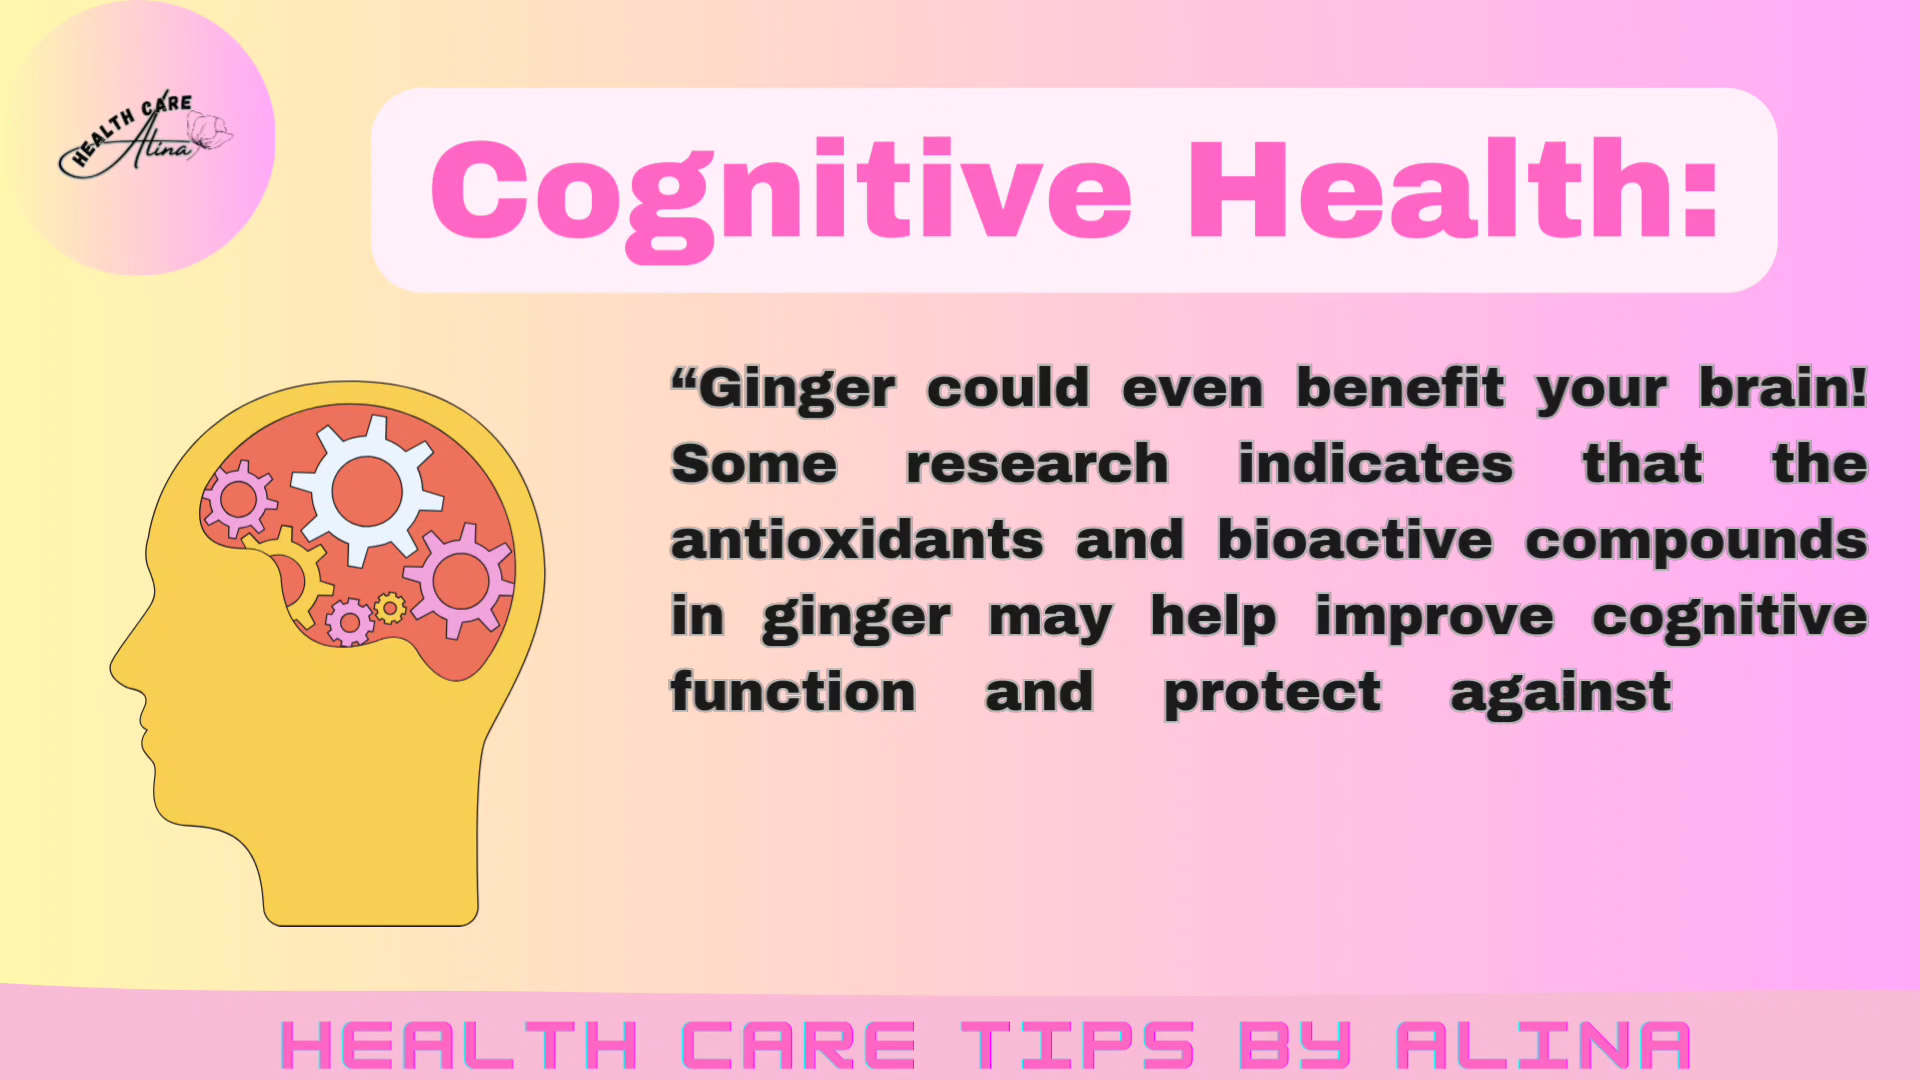 HEALTH CARE
Alina
Cognitive Health:
“Ginger could even benefit your brain!
Some research indicates that the
antioxidants and bioactive compounds
in ginger may help improve cognitive
function and protect against
HEALTH CARE TIPS BY ALINA